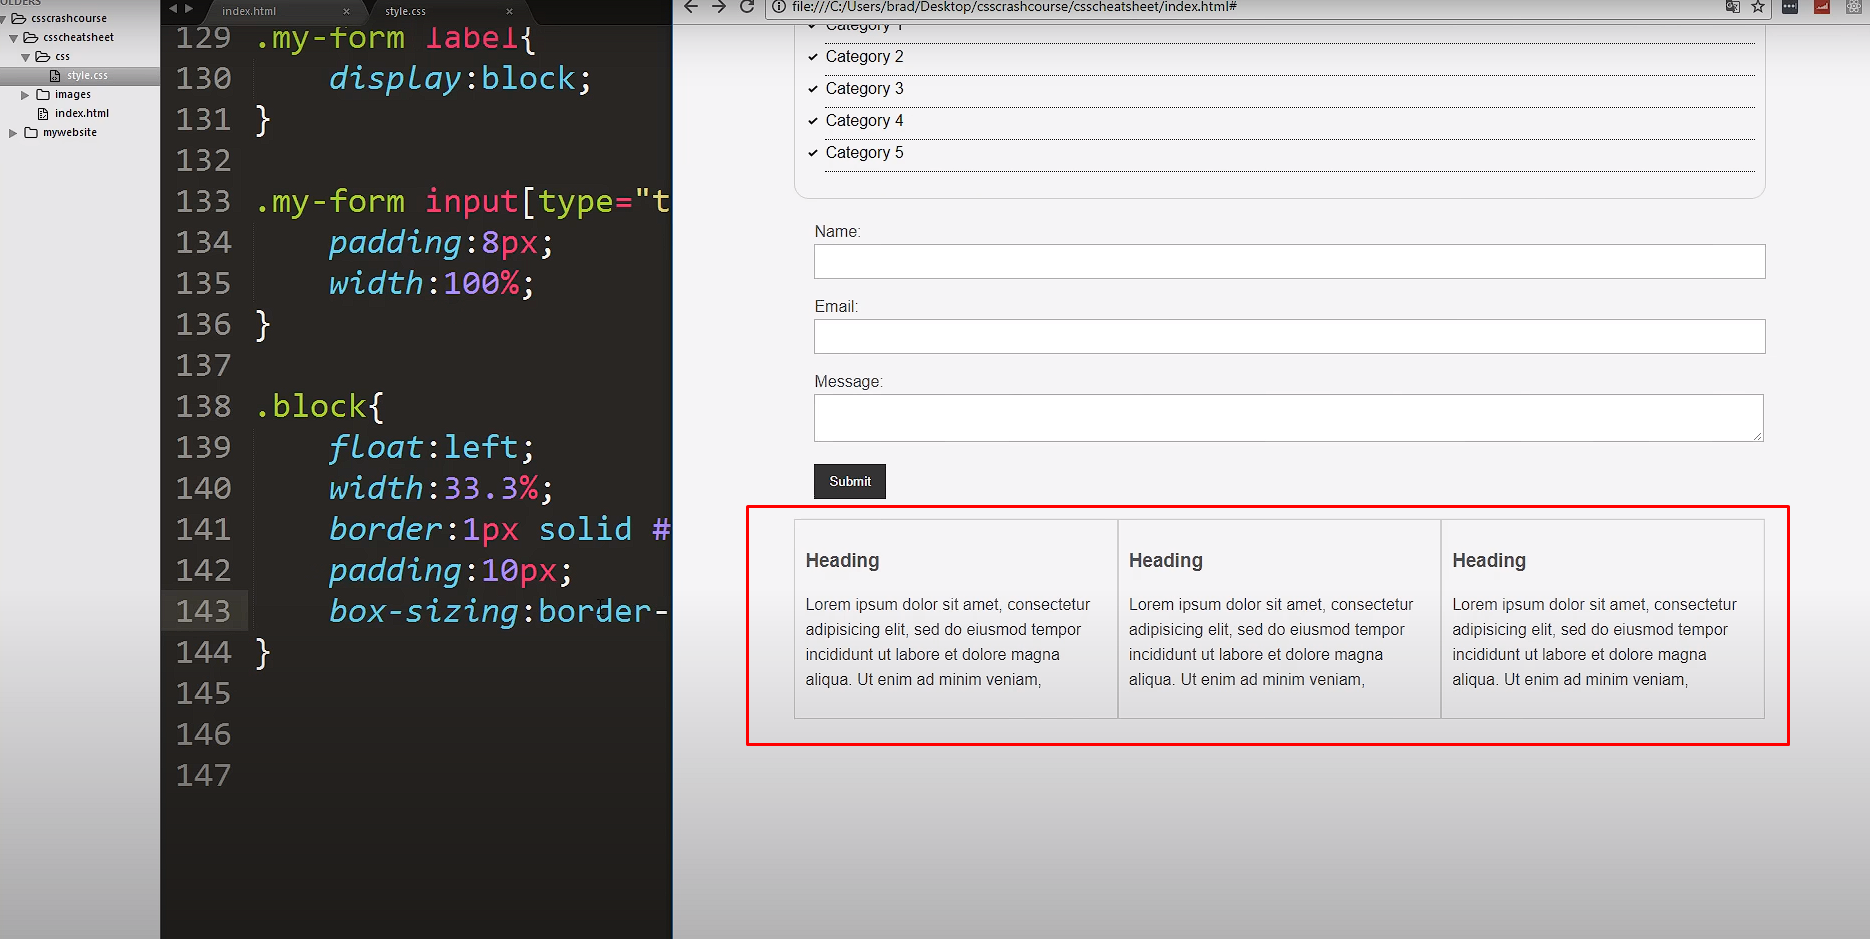 OLDERS
csscrashcourse
csscheatsheet
css
style.css
images
index.html
mywebsite
index.html ×
style.css ×
129 .my-form label{
130 display:block;
131 }
132
133 .my-form input[type="t
134 padding:8px;
135 width:100%;
136 }
137
138 .block{
139 float:left;
140 width:33.3%;
141 border:1px solid #
142 padding:10px;
143 box-sizing:border-
144 }
145
146
147
file:///C:/Users/brad/Desktop/csscrashcourse/csscheatsheet/index.html#
Category 1
Category 2
Category 3
Category 4
Category 5
Name:
Email:
Message:
Submit
Heading
Lorem ipsum dolor sit amet, consectetur
adipisicing elit, sed do eiusmod tempor
incididunt ut labore et dolore magna
aliqua. Ut enim ad minim veniam,
Heading
Lorem ipsum dolor sit amet, consectetur
adipisicing elit, sed do eiusmod tempor
incididunt ut labore et dolore magna
aliqua. Ut enim ad minim veniam,
Heading
Lorem ipsum dolor sit amet, consectetur
adipisicing elit, sed do eiusmod tempor
incididunt ut labore et dolore magna
aliqua. Ut enim ad minim veniam,